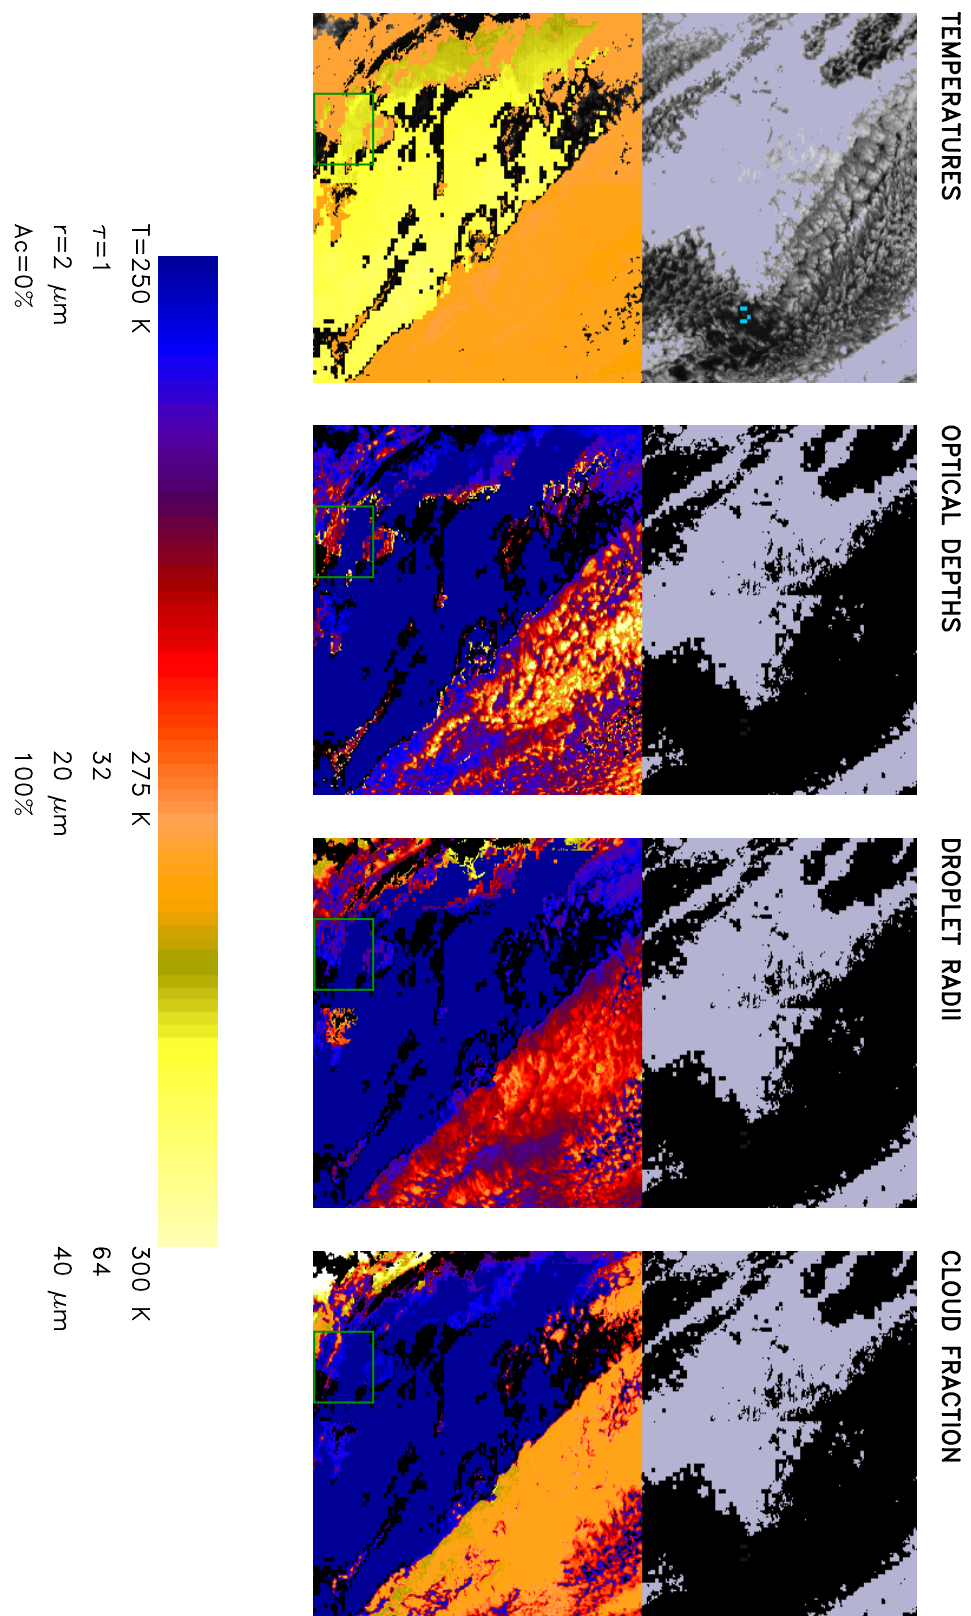 TEMPERATURES
OPTICAL DEPTHS
DROPLET RADII
CLOUD FRACTION
T=250 K 275 K 300 K
τ=1 32 64
r=2 μm 20 μm 40 μm
Ac=0% 100%